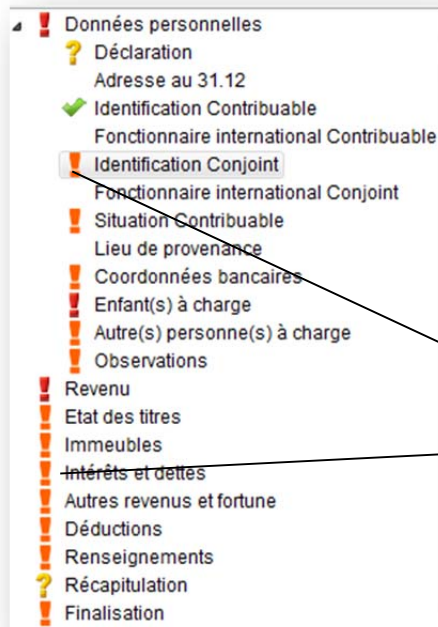 Données personnelles
Déclaration
Adresse au 31.12
Identification Contribuable
Fonctionnaire international Contribuable
Identification Conjoint
Fonctionnaire international Conjoint
Situation Contribuable
Lieu de provenance
Coordonnées bancaires
Enfant(s) à charge
Autre(s) personne(s) à charge
Observations
Revenu
Etat des titres
Immeubles
Intérêts et dettes
Autres revenus et fortune
Déductions
Renseignements
Récapitulation
Finalisation